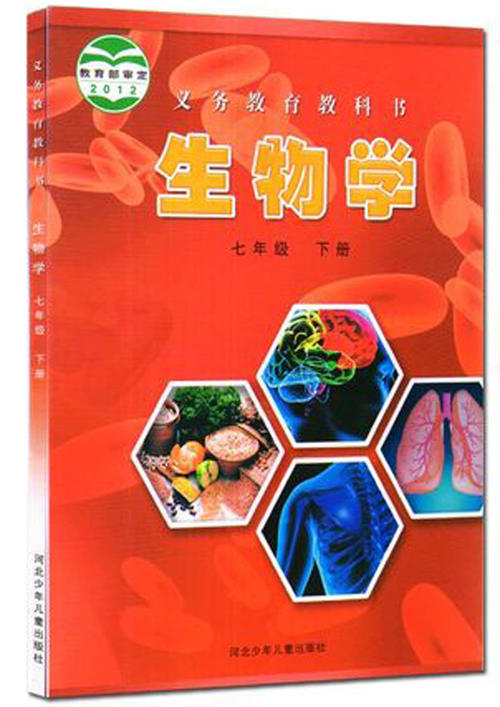 教育部审定
2012
义务教育教科书
生物学
七年级 下册
河北少年儿童出版社
义务教育教科书 生物学 七年级 下册 河北少年儿童出版社